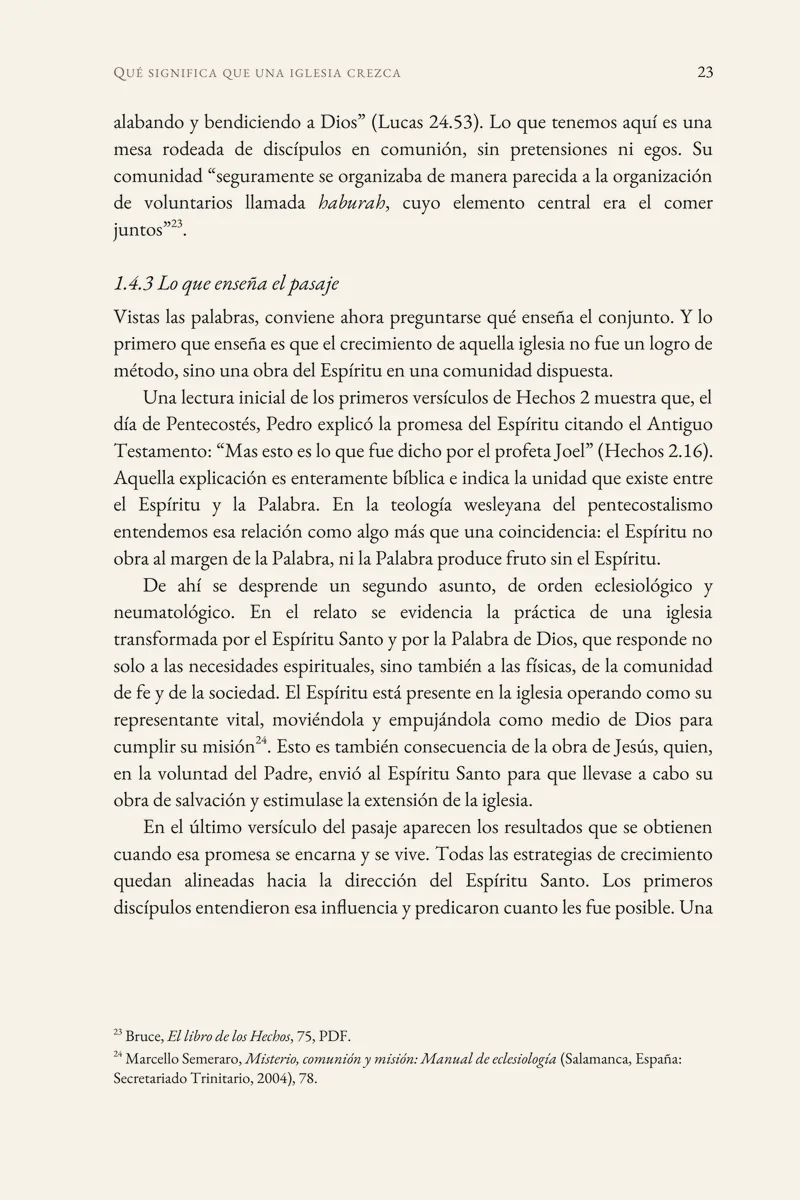 QUÉ SIGNIFICA QUE UNA IGLESIA CREZCA 23
alabando y bendiciendo a Dios” (Lucas 24.53). Lo que tenemos aquí es una
mesa rodeada de discípulos en comunión, sin pretensiones ni egos. Su
comunidad “seguramente se organizaba de manera parecida a la organización
de voluntarios llamada haburah, cuyo elemento central era el comer
juntos”23.
1.4.3 Lo que enseña el pasaje
Vistas las palabras, conviene ahora preguntarse qué enseña el conjunto. Y lo
primero que enseña es que el crecimiento de aquella iglesia no fue un logro de
método, sino una obra del Espíritu en una comunidad dispuesta.
Una lectura inicial de los primeros versículos de Hechos 2 muestra que, el
día de Pentecostés, Pedro explicó la promesa del Espíritu citando el Antiguo
Testamento: “Mas esto es lo que fue dicho por el profeta Joel” (Hechos 2.16).
Aquella explicación es enteramente bíblica e indica la unidad que existe entre
el Espíritu y la Palabra. En la teología wesleyana del pentecostalismo
entendemos esa relación como algo más que una coincidencia: el Espíritu no
obra al margen de la Palabra, ni la Palabra produce fruto sin el Espíritu.
De ahí se desprende un segundo asunto, de orden eclesiológico y
neumatológico. En el relato se evidencia la práctica de una iglesia
transformada por el Espíritu Santo y por la Palabra de Dios, que responde no
solo a las necesidades espirituales, sino también a las físicas, de la comunidad
de fe y de la sociedad. El Espíritu está presente en la iglesia operando como su
representante vital, moviéndola y empujándola como medio de Dios para
cumplir su misión24. Esto es también consecuencia de la obra de Jesús, quien,
en la voluntad del Padre, envió al Espíritu Santo para que llevase a cabo su
obra de salvación y estimulase la extensión de la iglesia.
En el último versículo del pasaje aparecen los resultados que se obtienen
cuando esa promesa se encarna y se vive. Todas las estrategias de crecimiento
quedan alineadas hacia la dirección del Espíritu Santo. Los primeros
discípulos entendieron esa influencia y predicaron cuanto les fue posible. Una
23 Bruce, El libro de los Hechos, 75, PDF.
24 Marcello Semeraro, Misterio, comunión y misión: Manual de eclesiología (Salamanca, España:
Secretariado Trinitario, 2004), 78.